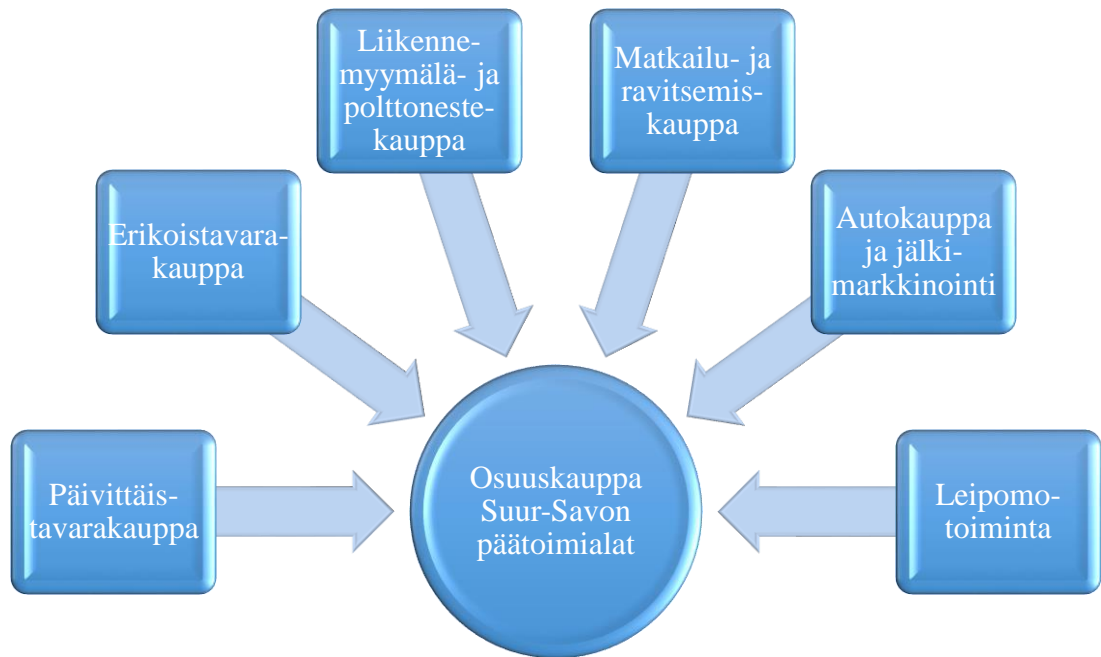 Liikenne-
myymälä- ja
polttoneste-
kauppa
Matkailu- ja
ravitsemis-
kauppa
Erikoistavara-
kauppa
Autokauppa
ja jälki-
markkinointi
Päivittäis-
tavarakauppa
Osuuskauppa
Suur-Savon
päätoimialat
Leipomo-
toiminta